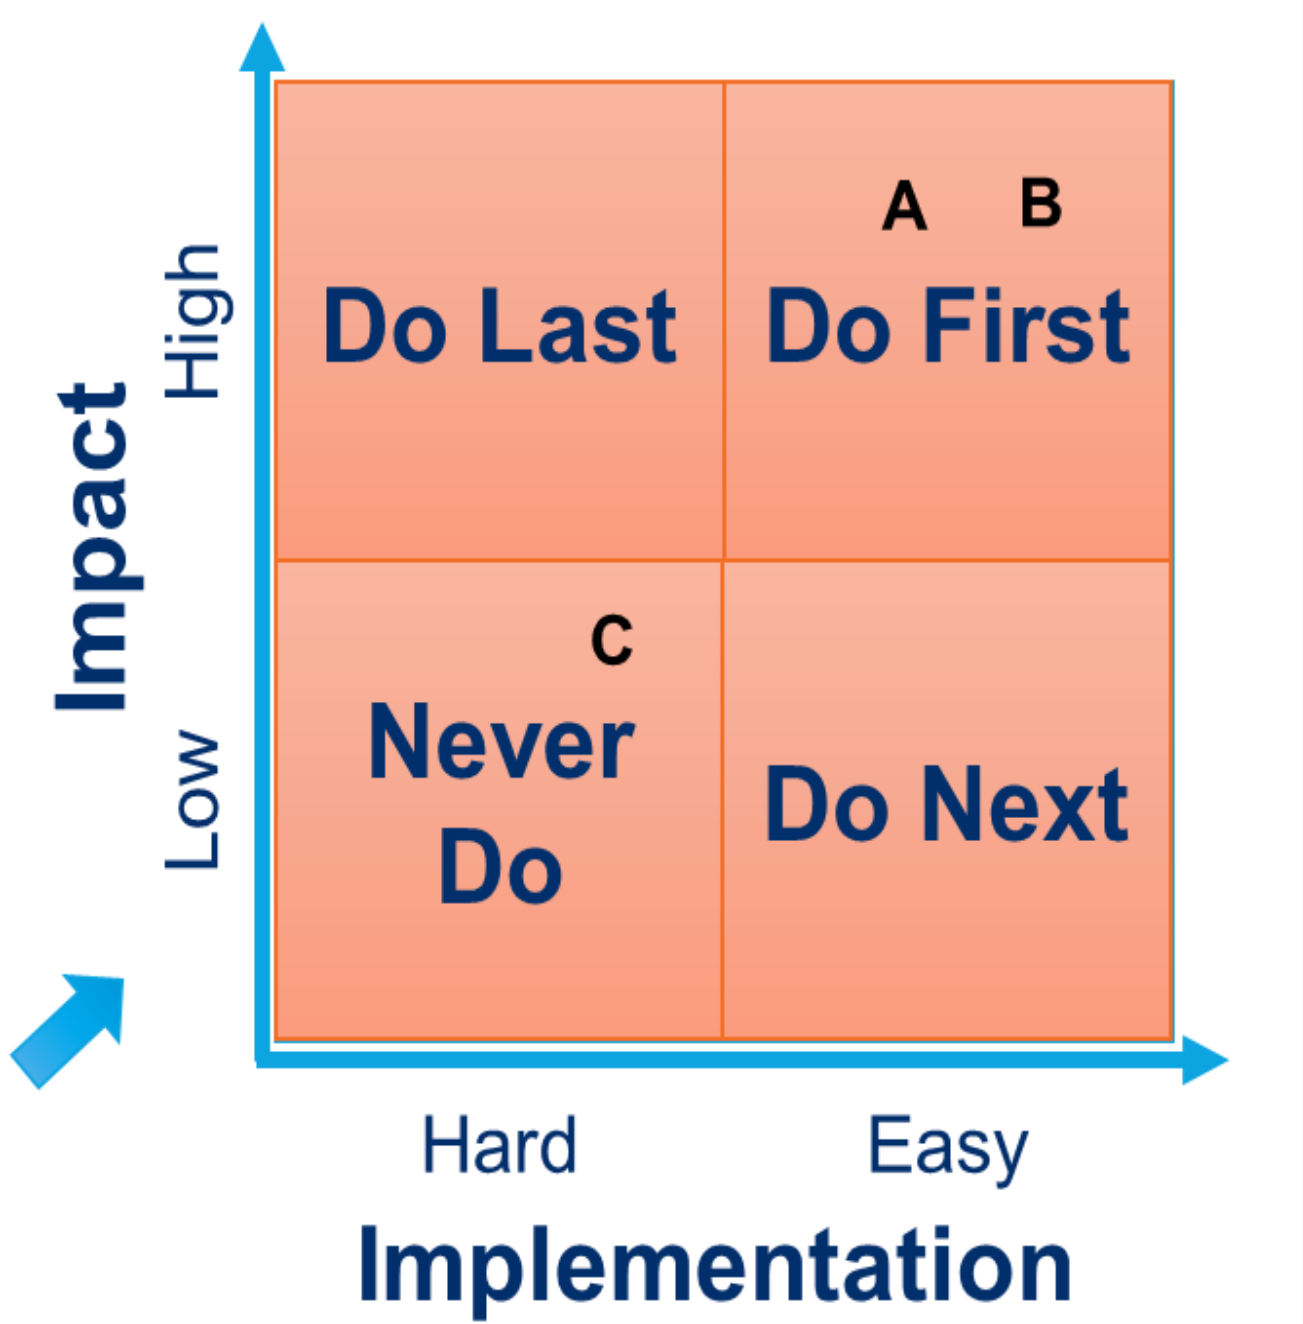 Impact
High
Low
Do Last
A B
Do First
C
Never
Do
Do Next
Hard
Easy
Implementation